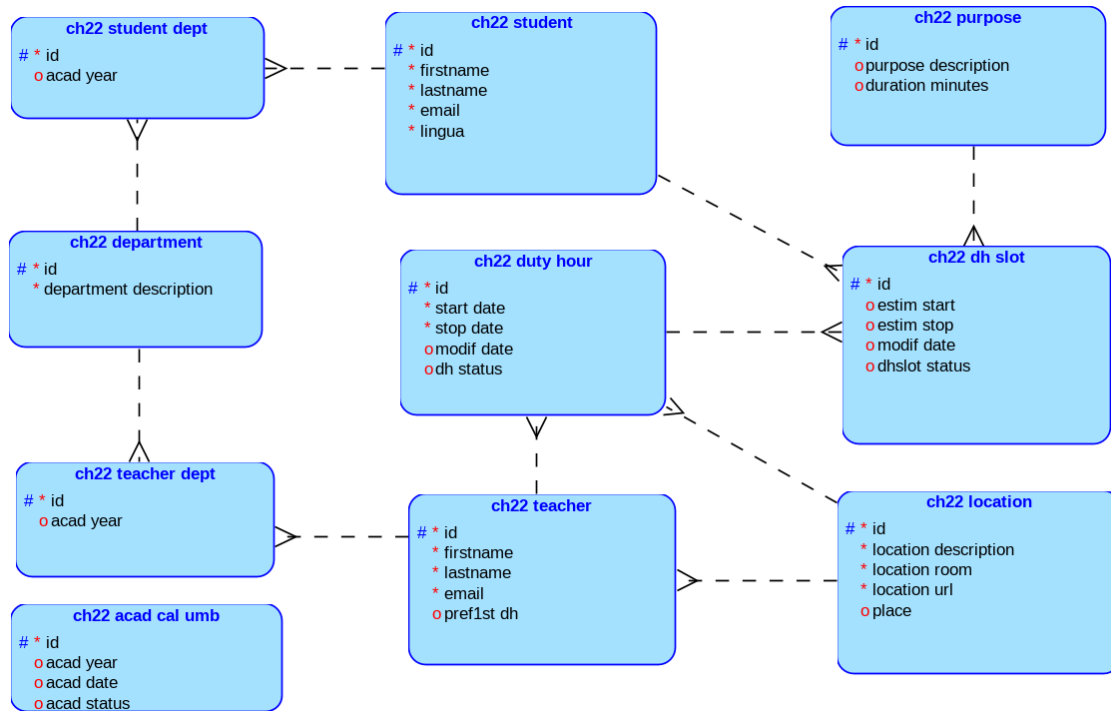 ch22 student dept
# * id
o acad year
ch22 student
# * id
* firstname
* lastname
* email
* lingua
ch22 purpose
# * id
o purpose description
o duration minutes
ch22 department
# * id
* department description
ch22 duty hour
# * id
* start date
* stop date
o modif date
o dh status
ch22 dh slot
# * id
o estim start
o estim stop
o modif date
o dhslot status
ch22 teacher dept
# * id
o acad year
ch22 teacher
# * id
* firstname
* lastname
* email
o pref1st dh
ch22 location
# * id
* location description
* location room
* location url
o place
ch22 acad cal umb
# * id
o acad year
o acad date
o acad status